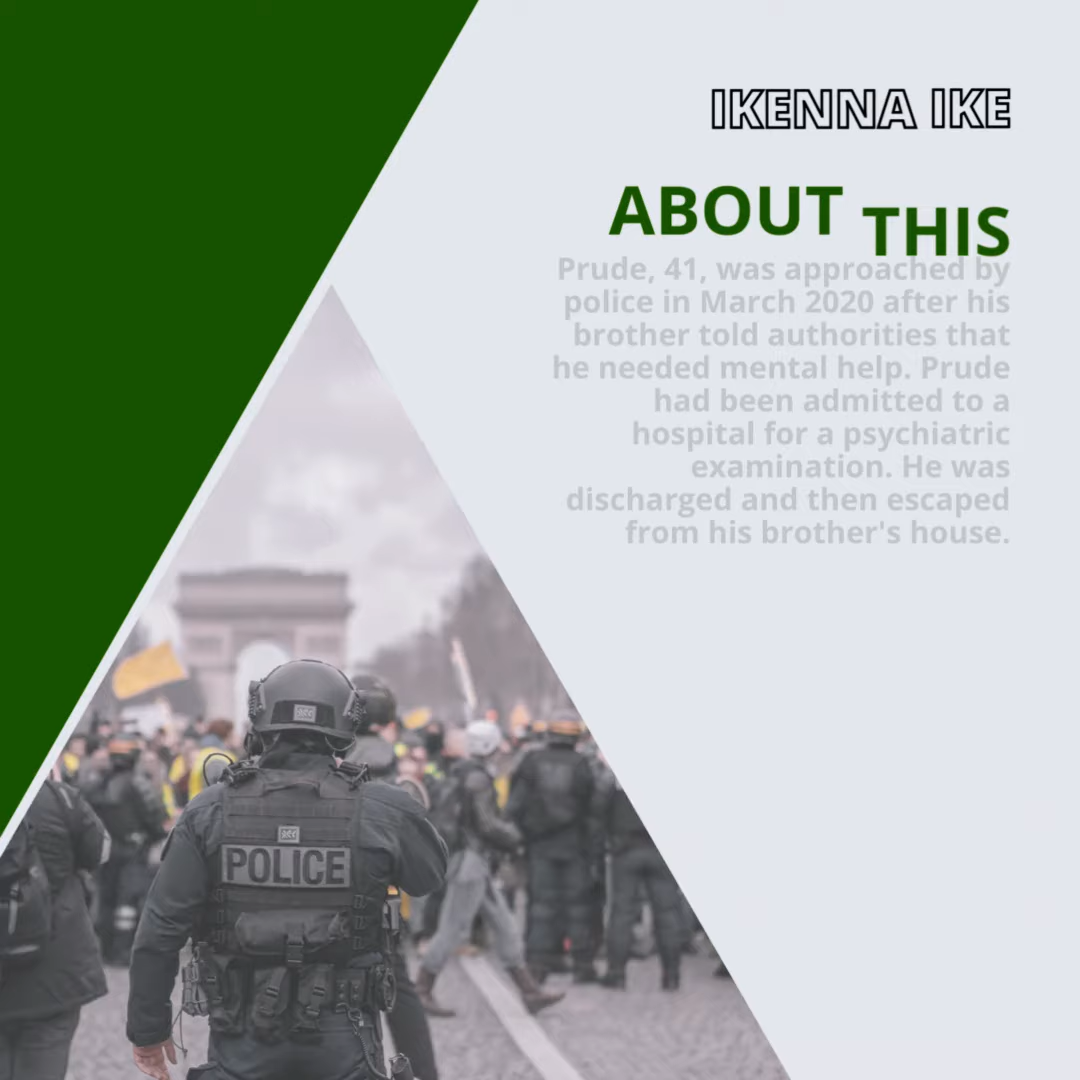 IKENNA IKE
ABOUT THIS
Prude, 41, was approached by
police in March 2020 after his
brother told authorities that
he needed mental help. Prude
had been admitted to a
hospital for a psychiatric
examination. He was
discharged and then escaped
from his brother's house.
POLICE